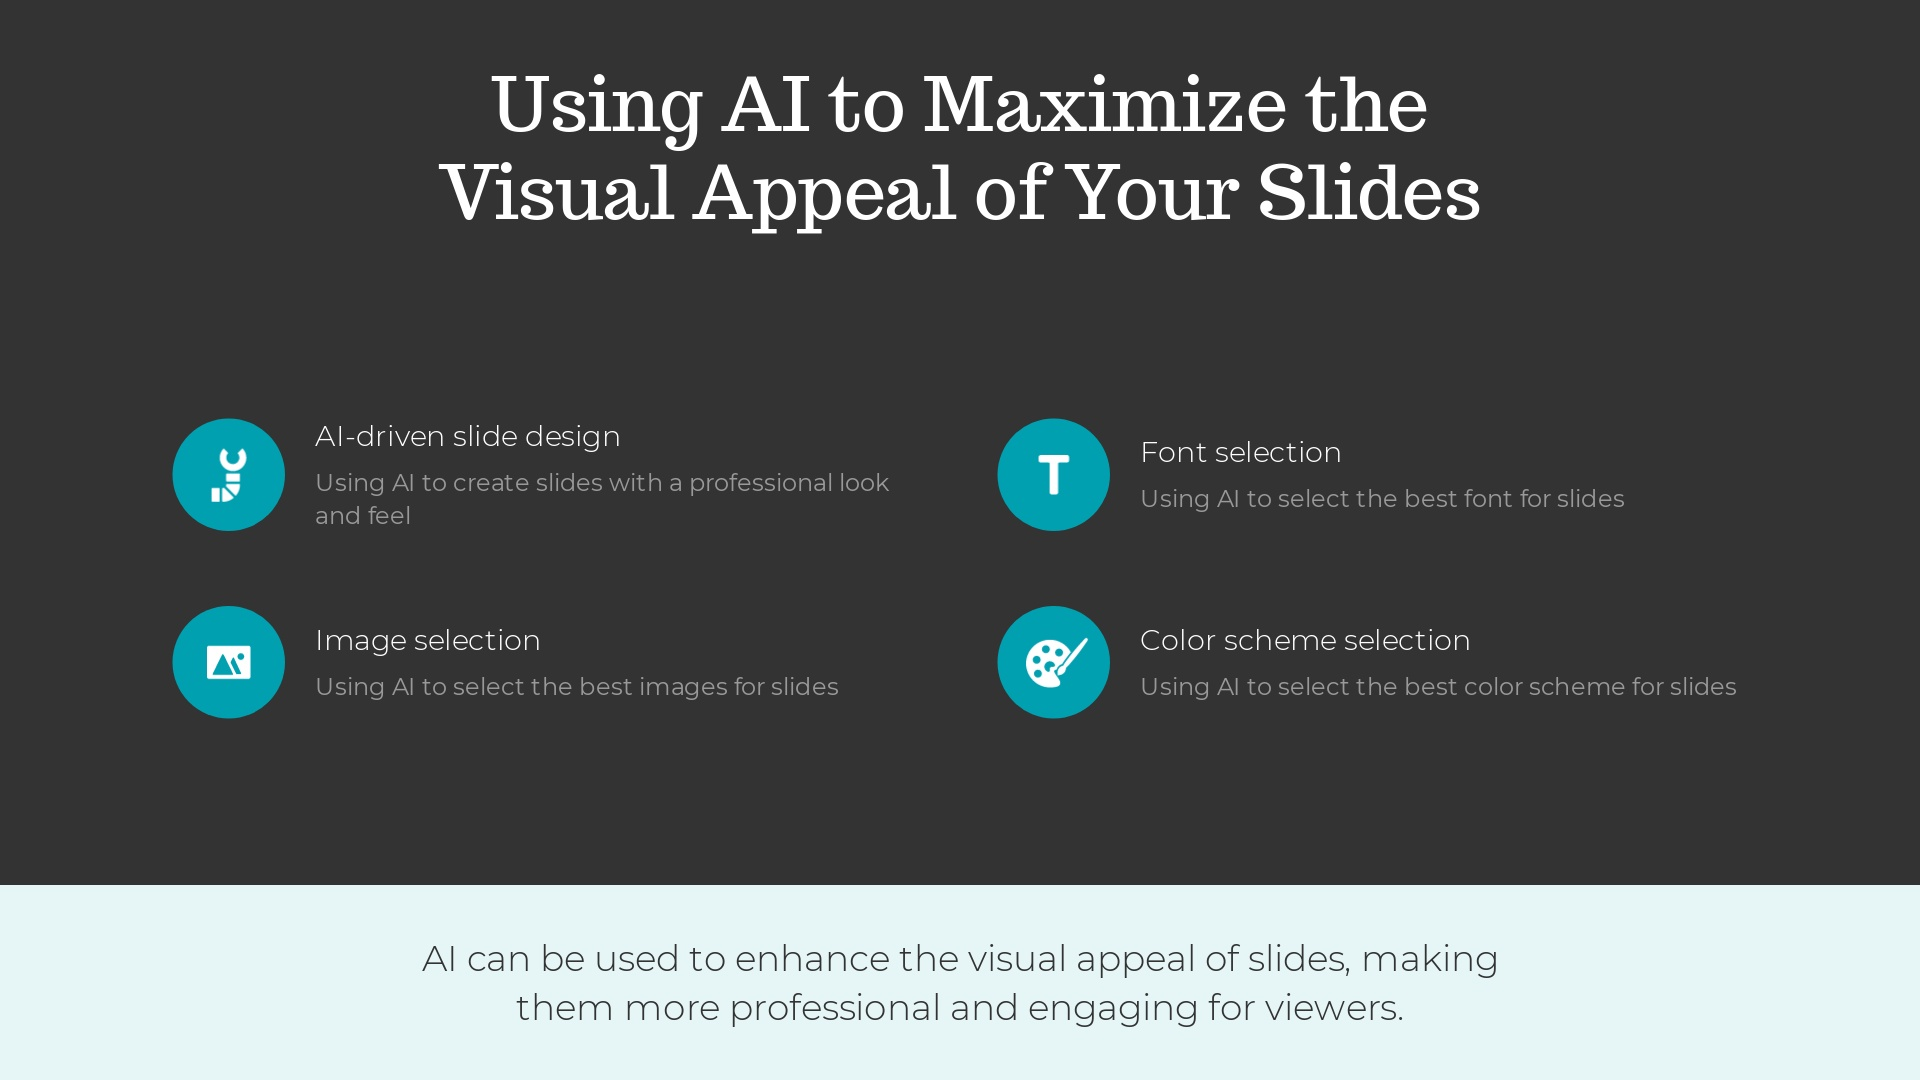 Using AI to Maximize the
Visual Appeal of Your Slides
AI-driven slide design
Using AI to create slides with a professional look
and feel
T
Font selection
Using AI to select the best font for slides
Image selection
Using AI to select the best images for slides
Color scheme selection
Using AI to select the best color scheme for slides
AI can be used to enhance the visual appeal of slides, making
them more professional and engaging for viewers.